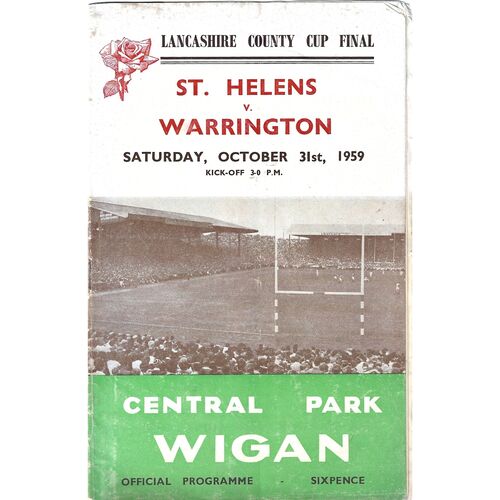 LANCASHIRE COUNTY CUP FINAL
ST. HELENS
V.
WARRINGTON
SATURDAY, OCTOBER 31st, 1959
KICK-OFF 3-0 P.M.
CENTRAL PARK
WIGAN
OFFICIAL PROGRAMME - SIXPENCE